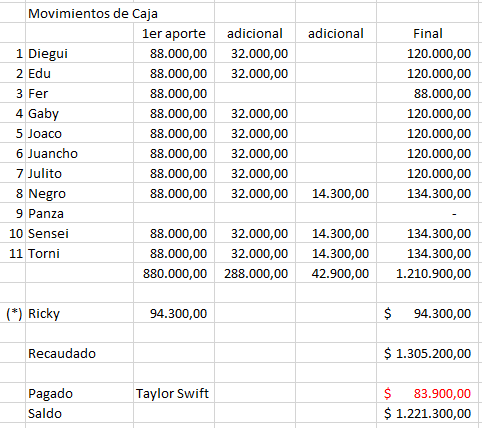 Movimientos de Caja
1er aporte adicional adicional Final
1 Diegui 88.000,00 32.000,00 120.000,00
2 Edu 88.000,00 32.000,00 120.000,00
3 Fer 88.000,00 88.000,00
4 Gaby 88.000,00 32.000,00 120.000,00
5 Joaco 88.000,00 32.000,00 120.000,00
6 Juancho 88.000,00 32.000,00 120.000,00
7 Julito 88.000,00 32.000,00 120.000,00
8 Negro 88.000,00 32.000,00 14.300,00 134.300,00
9 Panza -
10 Sensei 88.000,00 32.000,00 14.300,00 134.300,00
11 Torni 88.000,00 32.000,00 14.300,00 134.300,00
880.000,00 288.000,00 42.900,00 1.210.900,00
(*) Ricky 94.300,00 $ 94.300,00
Recaudado $ 1.305.200,00
Pagado Taylor Swift $ 83.900,00
Saldo $ 1.221.300,00